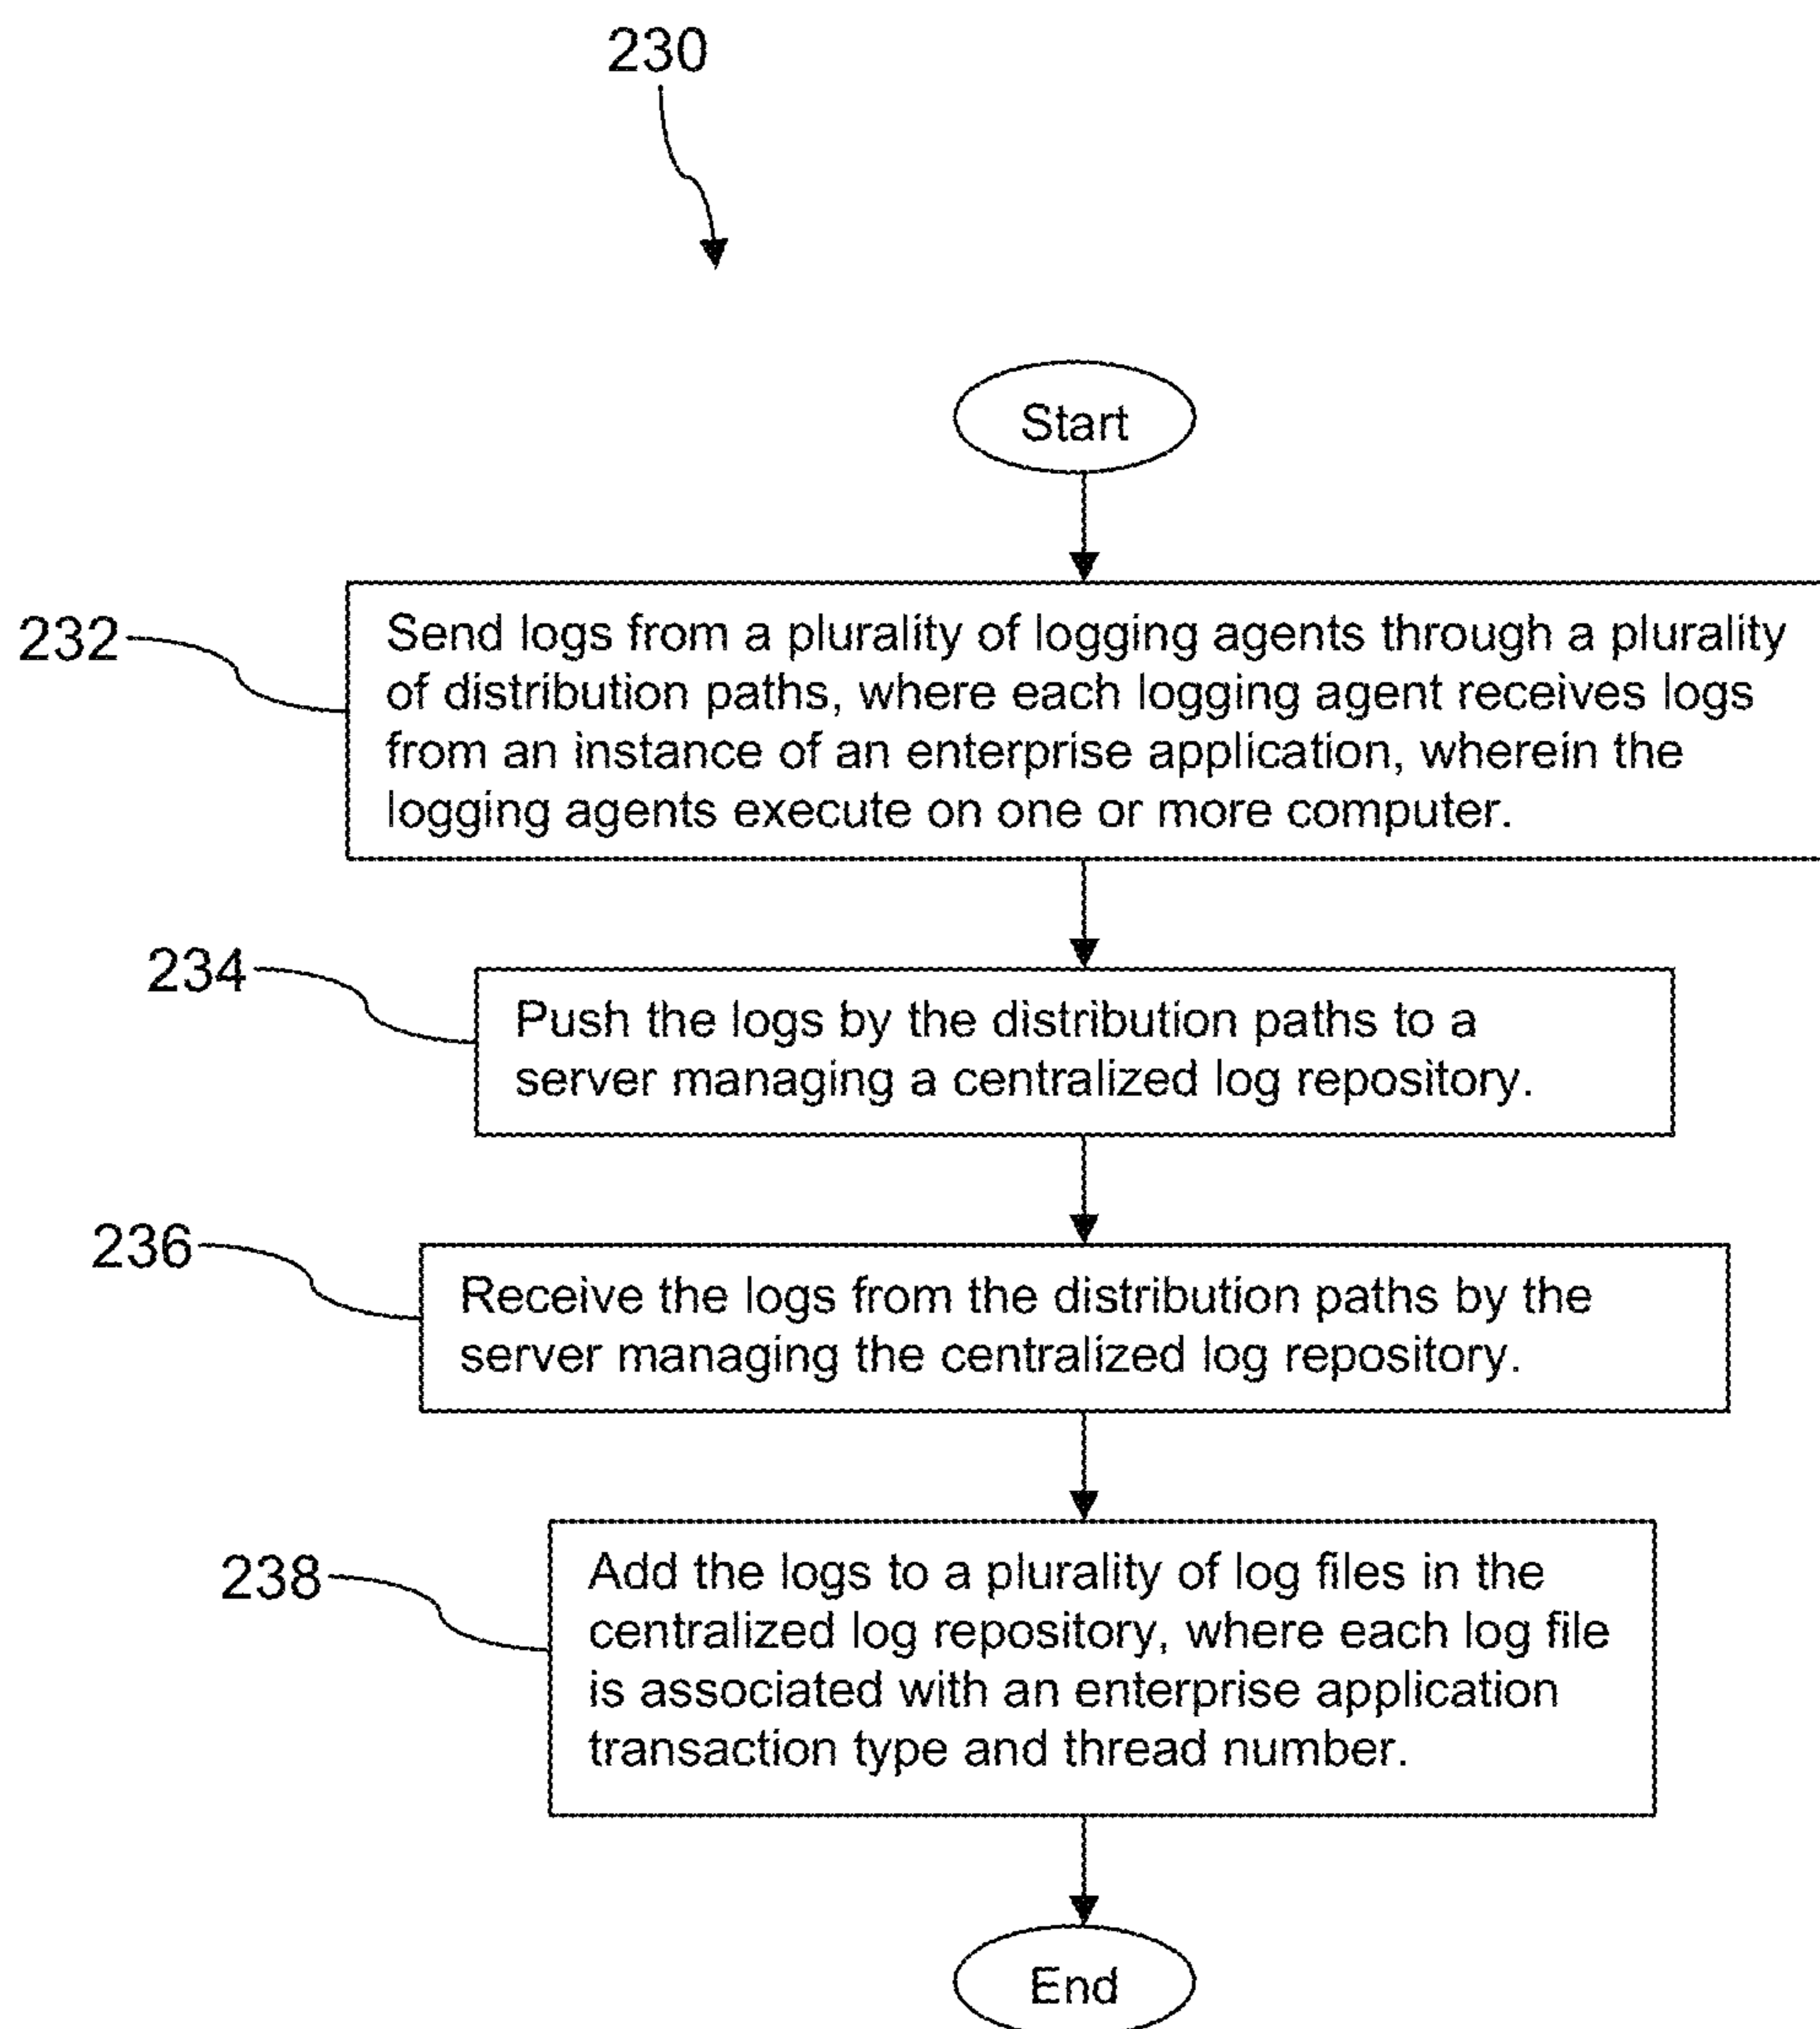 230
Start
232
Send logs from a plurality of logging agents through a plurality
of distribution paths, where each logging agent receives logs
from an instance of an enterprise application, wherein the
logging agents execute on one or more computer.
234
Push the logs by the distribution paths to a
server managing a centralized log repository.
236
Receive the logs from the distribution paths by the
server managing the centralized log repository.
238
Add the logs to a plurality of log files in the
centralized log repository, where each log file
is associated with an enterprise application
transaction type and thread number.
End